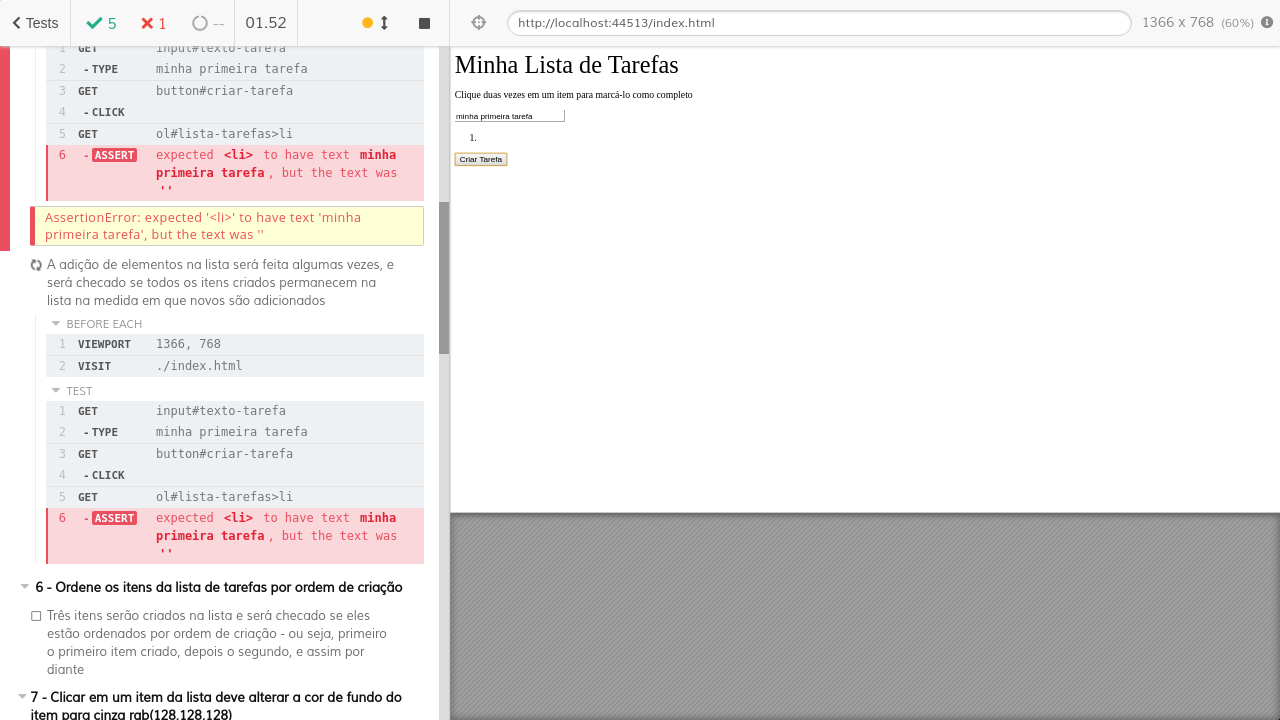 Tests
5
1
--
01.52
http://localhost:44513/index.html
1366 x 768 (60%)
1 GET input#texto-tarefa
2 - TYPE minha primeira tarefa
3 GET button#criar-tarefa
4 - CLICK
5 GET ol#lista-tarefas>li
6 - ASSERT expected <li> to have text minha
primeira tarefa, but the text was
''
AssertionError: expected '<li>' to have text 'minha
primeira tarefa', but the text was ''
A adição de elementos na lista será feita algumas vezes, e
será checado se todos os itens criados permanecem na
lista na medida em que novos são adicionados
BEFORE EACH
1 VIEWPORT 1366, 768
2 VISIT ./index.html
TEST
1 GET input#texto-tarefa
2 - TYPE minha primeira tarefa
3 GET button#criar-tarefa
4 - CLICK
5 GET ol#lista-tarefas>li
6 - ASSERT expected <li> to have text minha
primeira tarefa, but the text was
''
6 - Ordene os itens da lista de tarefas por ordem de criação
Três itens serão criados na lista e será checado se eles
estão ordenados por ordem de criação - ou seja, primeiro
o primeiro item criado, depois o segundo, e assim por
diante
7 - Clicar em um item da lista deve alterar a cor de fundo do
item para cinza rgb(128,128,128)
Minha Lista de Tarefas
Clique duas vezes em um item para marcá-lo como completo
minha primeira tarefa
1.
Criar Tarefa